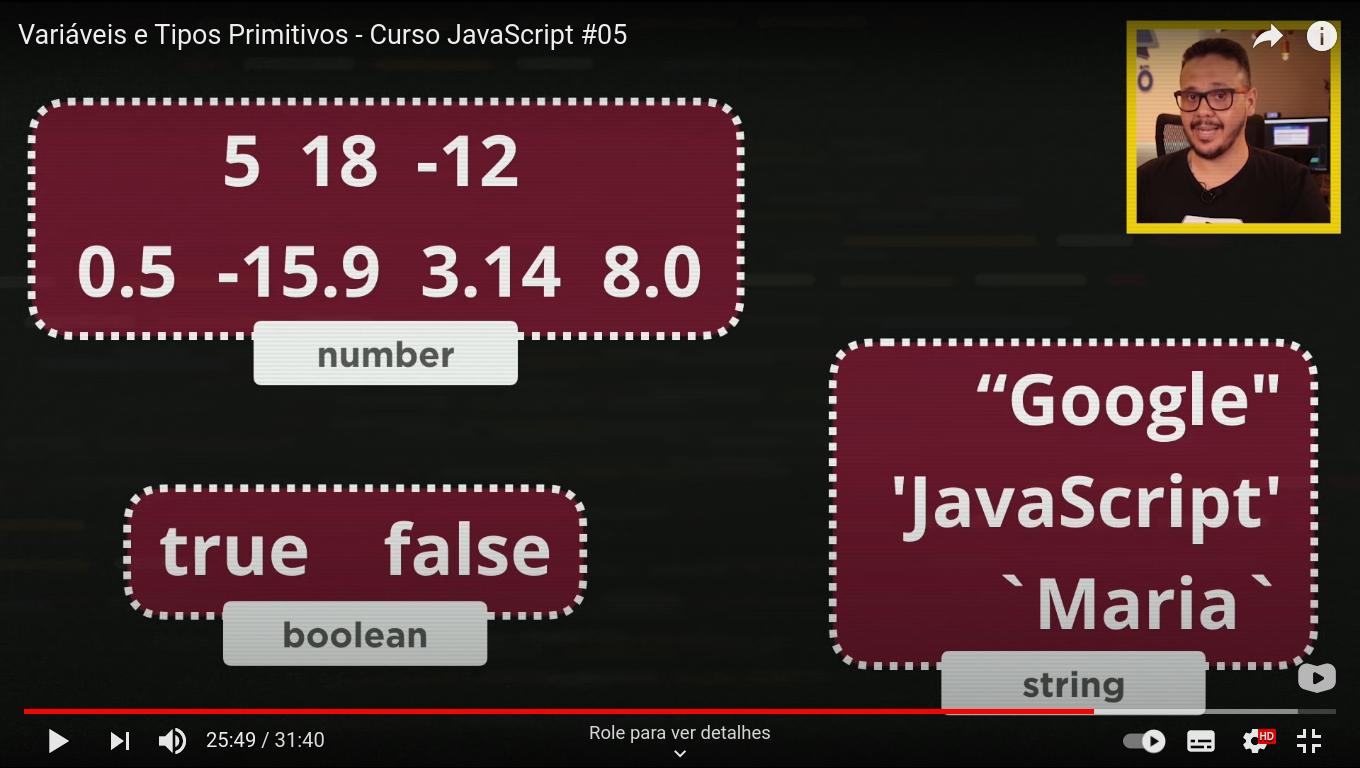 Variáveis e Tipos Primitivos - Curso JavaScript #05
5 18 -12
0.5 -15.9 3.14 8.0
number
“Google"
'JavaScript'
`Maria`
string
true false
boolean
25:49 / 31:40
Role para ver detalhes
HD